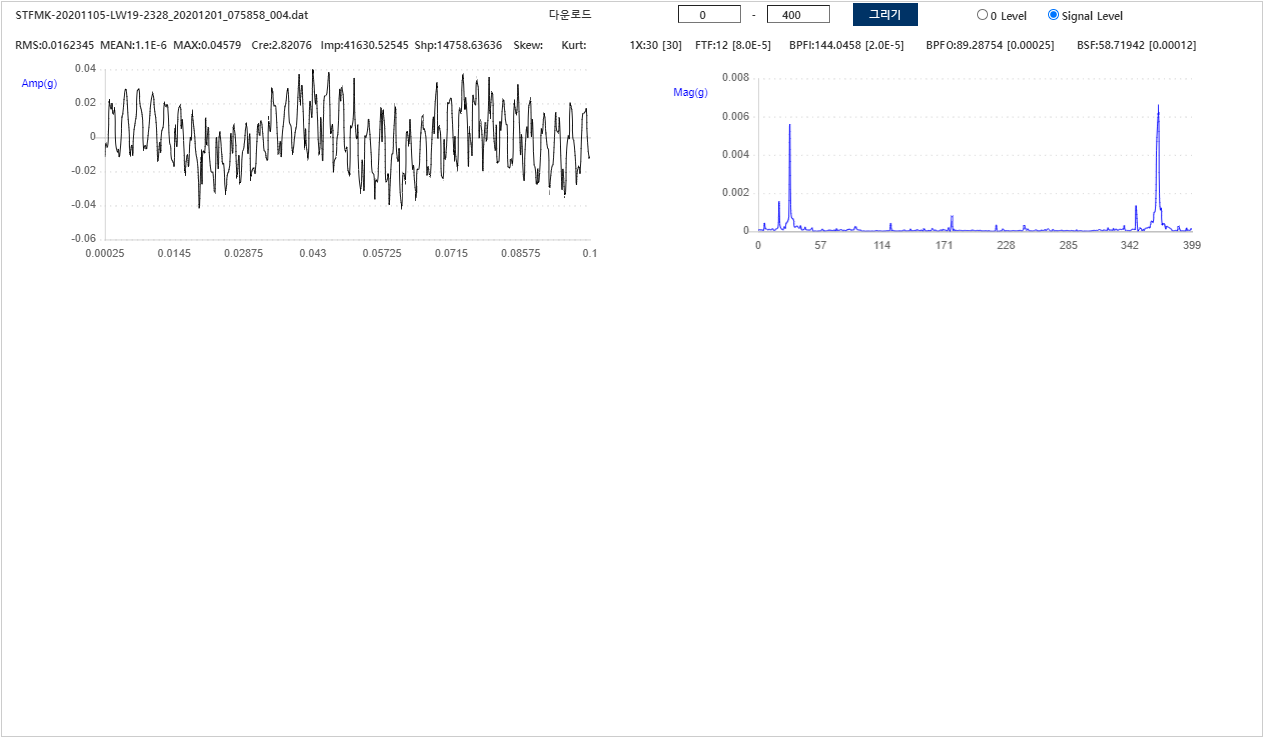 STFMK-20201105-LW19-2328_20201201_075858_004.dat 다운로드 0 - 400 그리기 0 Level Signal Level
RMS:0.0162345 MEAN:1.1E-6 MAX:0.04579 Cre:2.82076 Imp:41630.52545 Shp:14758.63636 Skew: Kurt: 1X:30 [30] FTF:12 [8.0E-5] BPFI:144.0458 [2.0E-5] BPFO:89.28754 [0.00025] BSF:58.71942 [0.00012]
Amp(g)
0.04
0.02
0
-0.02
-0.04
-0.06
0.00025 0.0145 0.02875 0.043 0.05725 0.0715 0.08575 0.1
Mag(g)
0.008
0.006
0.004
0.002
0
0 57 114 171 228 285 342 399